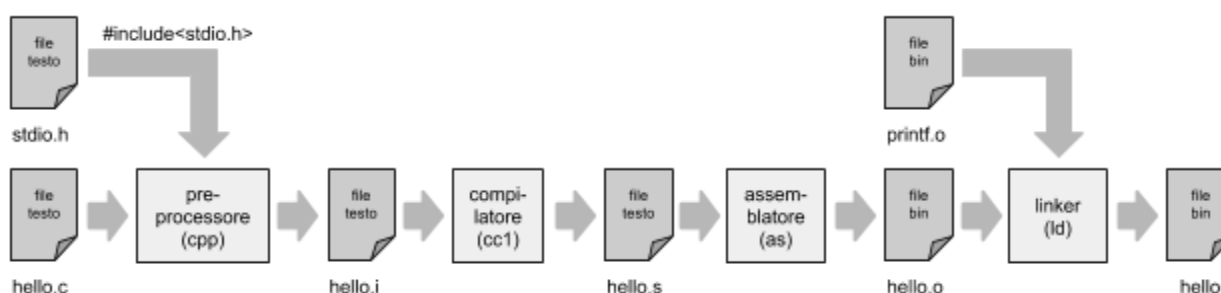 file
testo
#include<stdio.h>
file
bin
stdio.h
printf.o
file
testo
pre-
processore
(cpp)
file
testo
compi-
latore
(cc1)
file
testo
assem-
blatore
(as)
file
bin
linker
(ld)
file
bin
hello.c
hello.i
hello.s
hello.o
hello